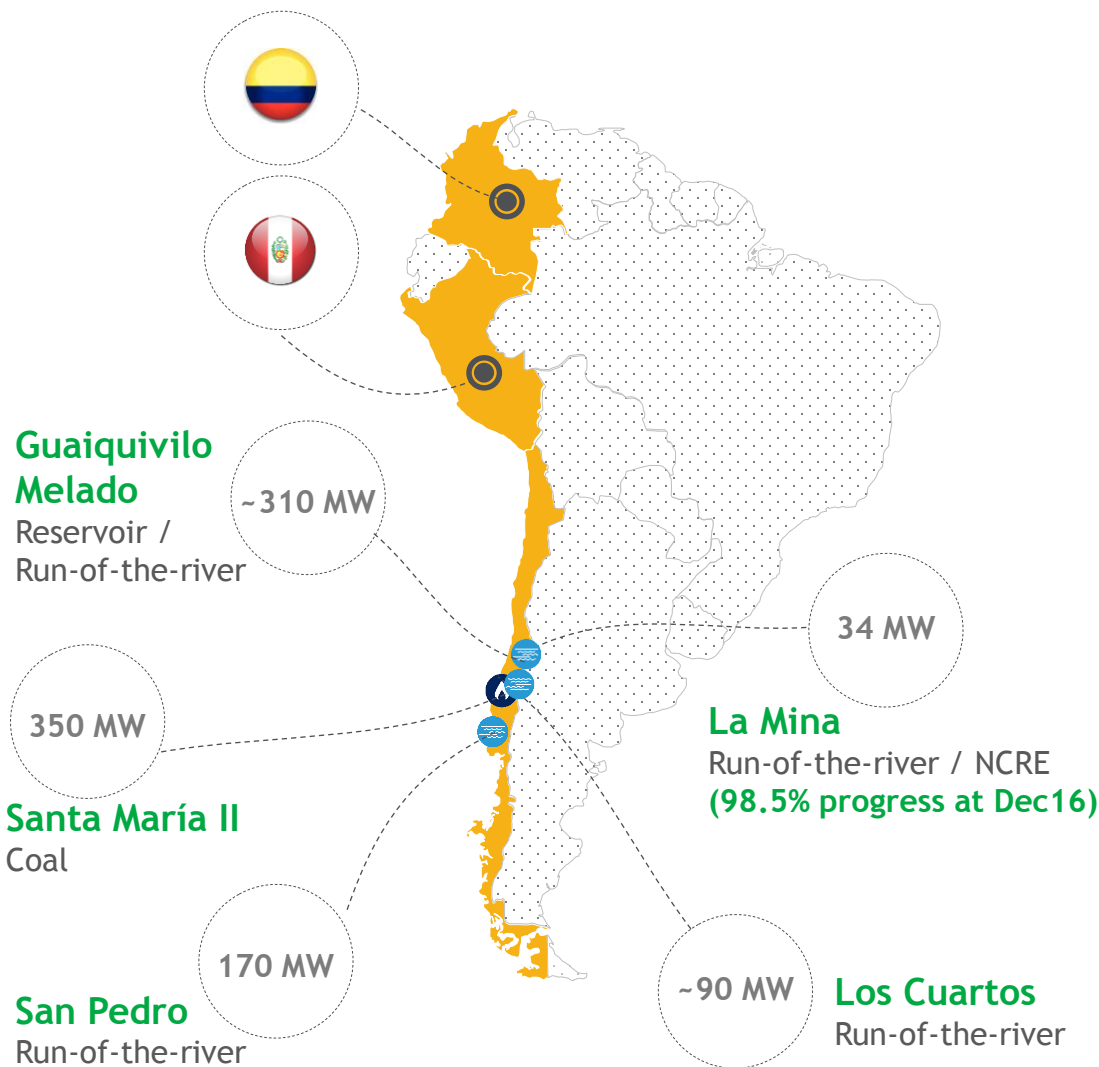 Guaiquivilo
Melado
Reservoir /
Run-of-the-river
~310 MW
34 MW
La Mina
Run-of-the-river / NCRE
(98.5% progress at Dec16)
350 MW
Santa María II
Coal
170 MW
San Pedro
Run-of-the-river
~90 MW
Los Cuartos
Run-of-the-river